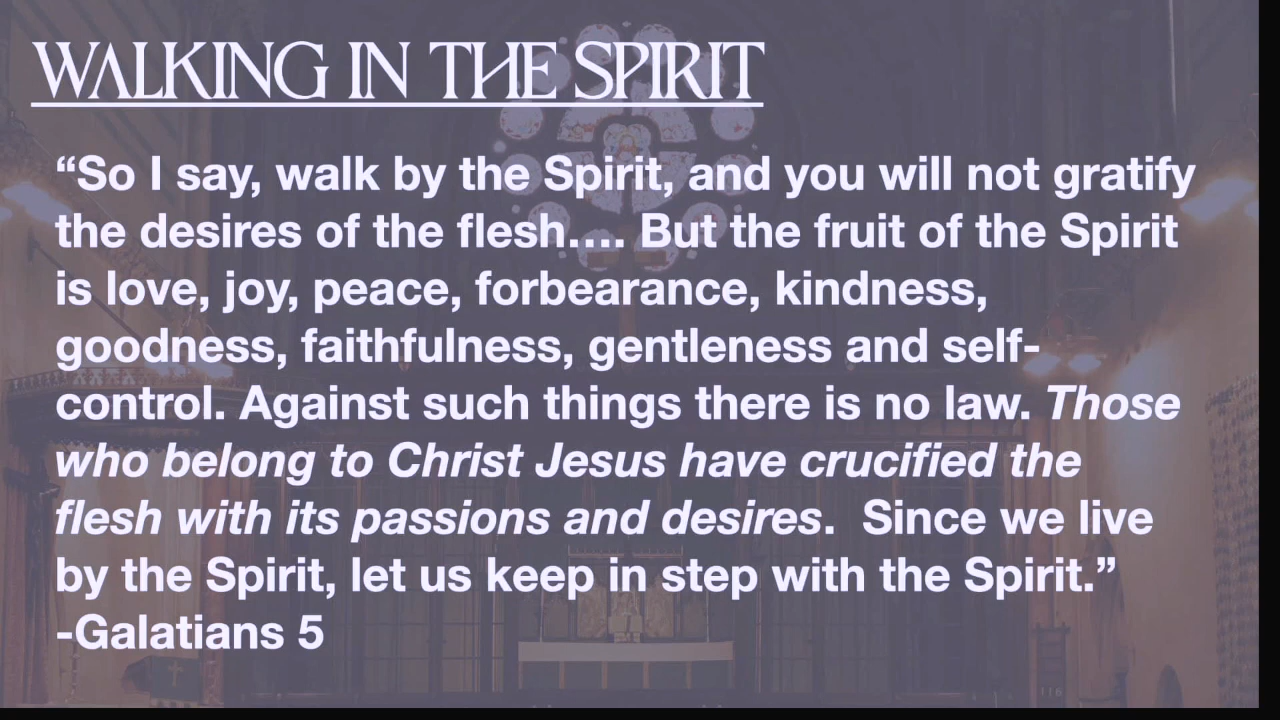 WALKING IN THE SPIRIT
“So I say, walk by the Spirit, and you will not gratify
the desires of the flesh.... But the fruit of the Spirit
is love, joy, peace, forbearance, kindness,
goodness, faithfulness, gentleness and self-
control. Against such things there is no law. Those
who belong to Christ Jesus have crucified the
flesh with its passions and desires.  Since we live
by the Spirit, let us keep in step with the Spirit.”
-Galatians 5
116